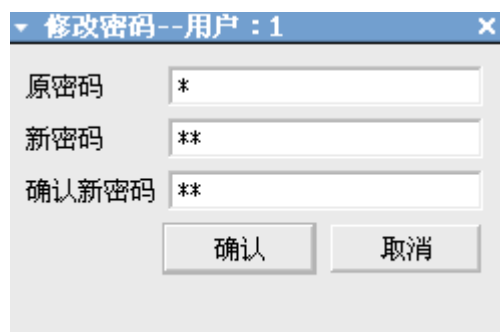 修改密码--用户：1
原密码 *
新密码 **
确认新密码 **
确认 取消